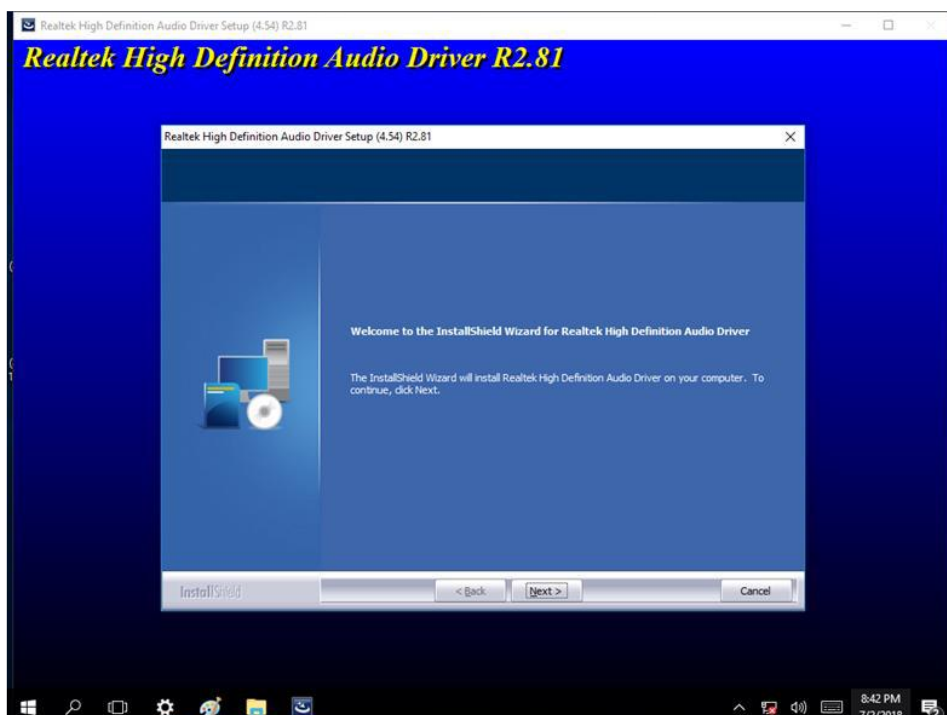 Realtek High Definition Audio Driver Setup (4.54) R2.81
Realtek High Definition Audio Driver R2.81
Realtek High Definition Audio Driver Setup (4.54) R2.81
Welcome to the InstallShield Wizard for Realtek High Definition Audio Driver
The InstallShield Wizard will install Realtek High Definition Audio Driver on your computer. To
continue, click Next.
InstallShield
< Back
Next >
Cancel
8:42 PM
7/2/2018